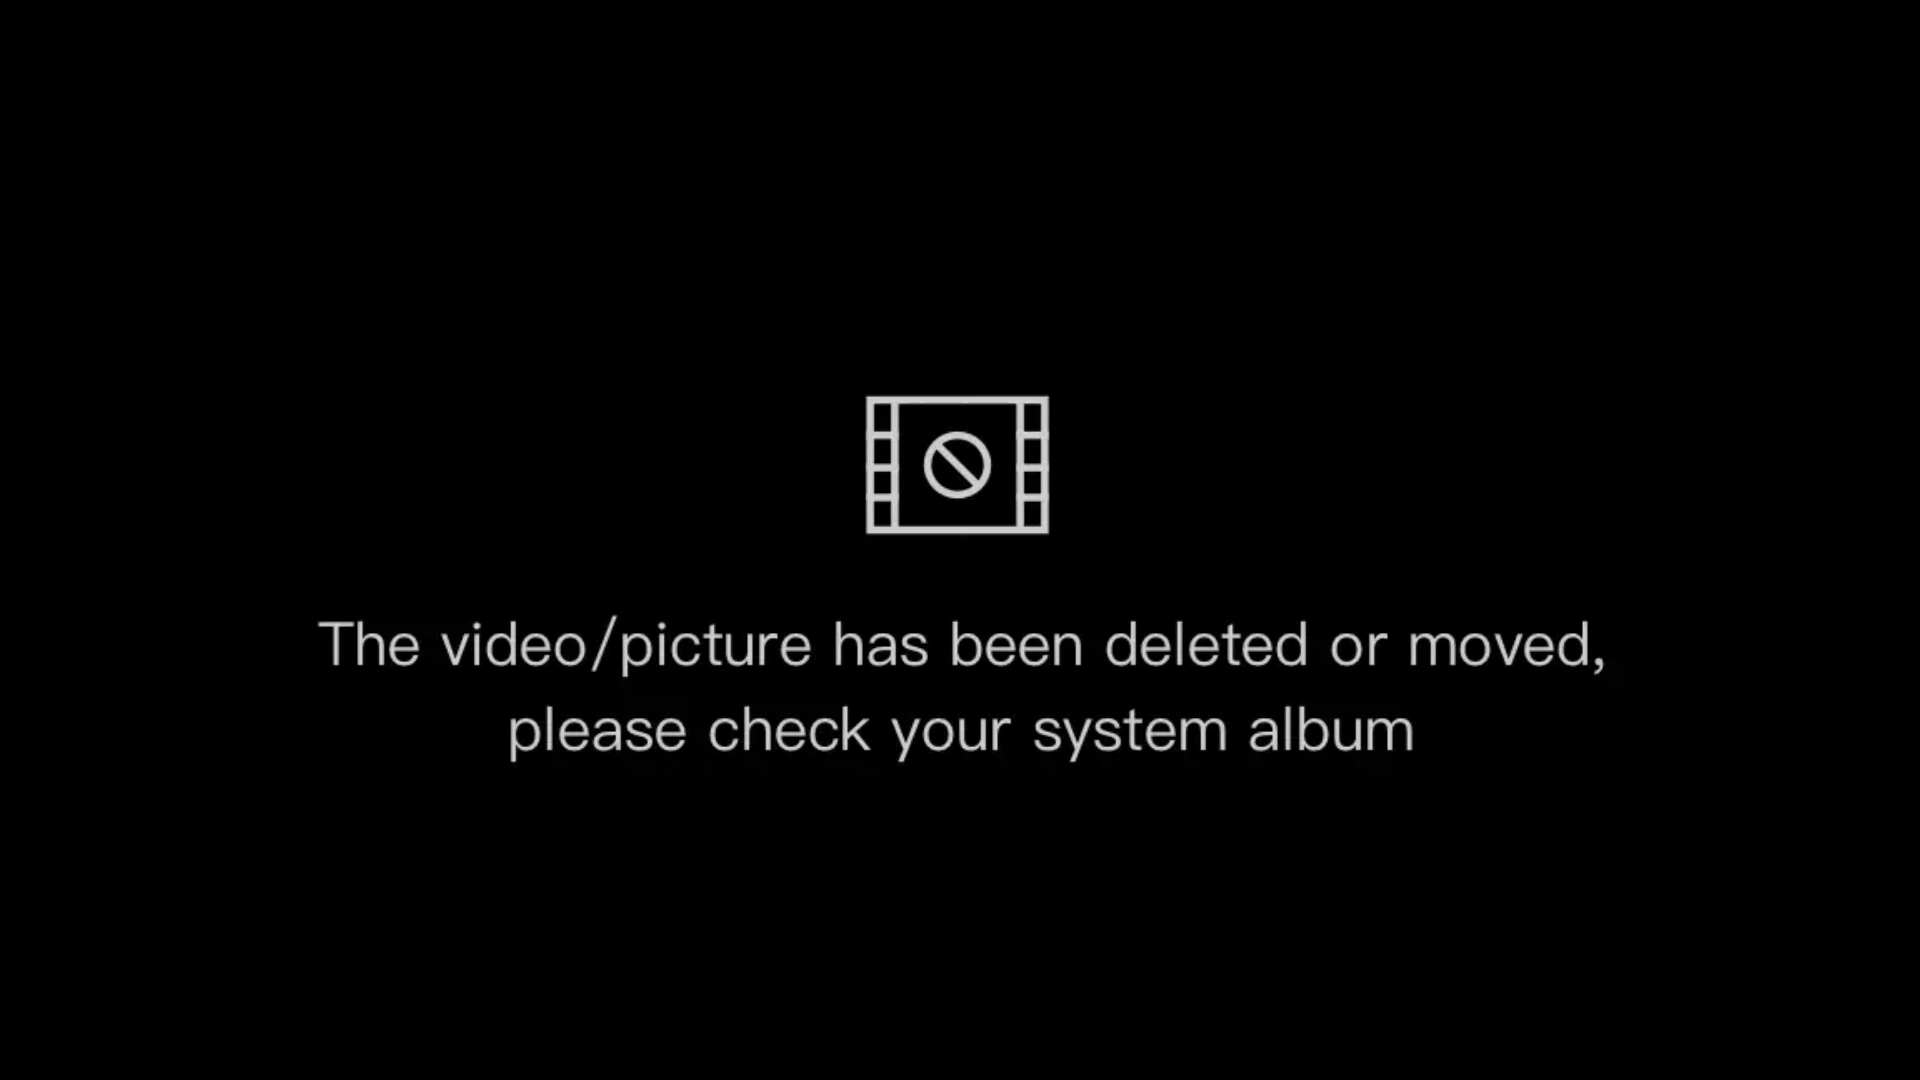 The video/picture has been deleted or moved,
please check your system album